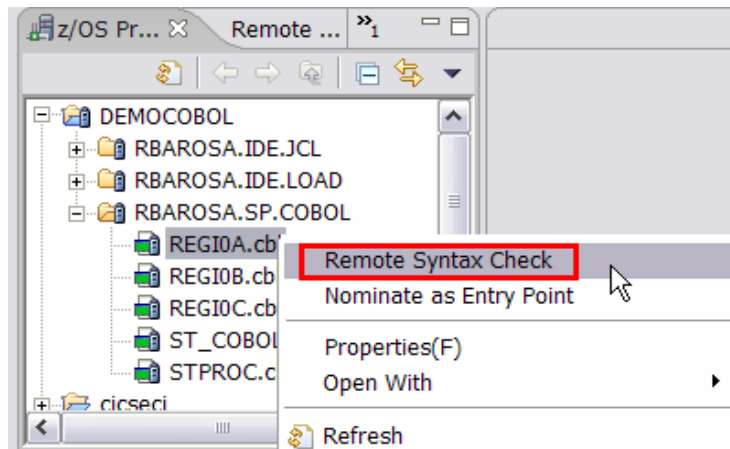 z/OS Pr... Remote ... »1
DEMOCOBOL
RBAROSA.IDE.JCL
RBAROSA.IDE.LOAD
RBAROSA.SP.COBOL
REGI0A.cb
REGI0B.cb
REGI0C.cb
ST_COBOL
STPROC.c
cicseci
Remote Syntax Check
Nominate as Entry Point
Properties(F)
Open With
Refresh